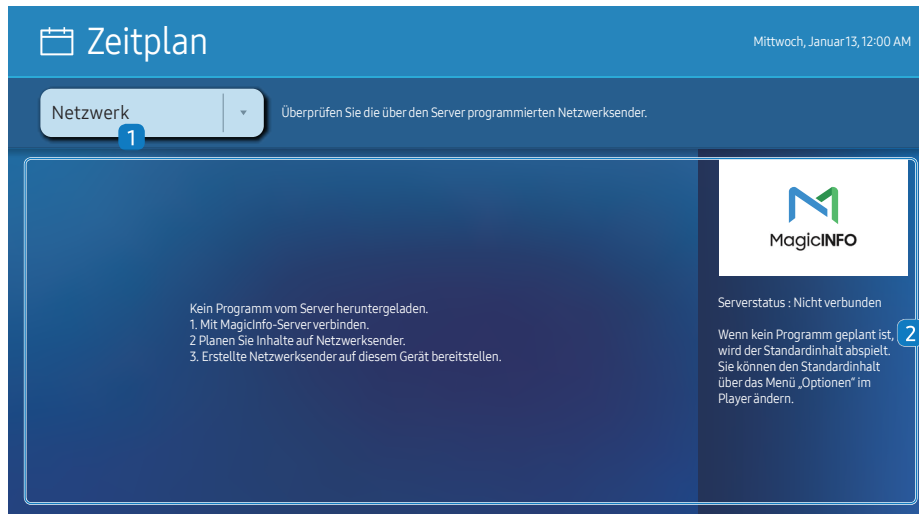 Zeitplan
Mittwoch, Januar 13, 12:00 AM
Netzwerk
1
Überprüfen Sie die über den Server programmierten Netzwerksender.
MagicINFO
Kein Programm vom Server heruntergeladen.
1. Mit MagicInfo-Server verbinden.
2 Planen Sie Inhalte auf Netzwerksender.
3. Erstellte Netzwerksender auf diesem Gerät bereitstellen.
Serverstatus : Nicht verbunden
Wenn kein Programm geplant ist,
2
wird der Standardinhalt abspielt.
Sie können den Standardinhalt
über das Menü „Optionen“ im
Player ändern.